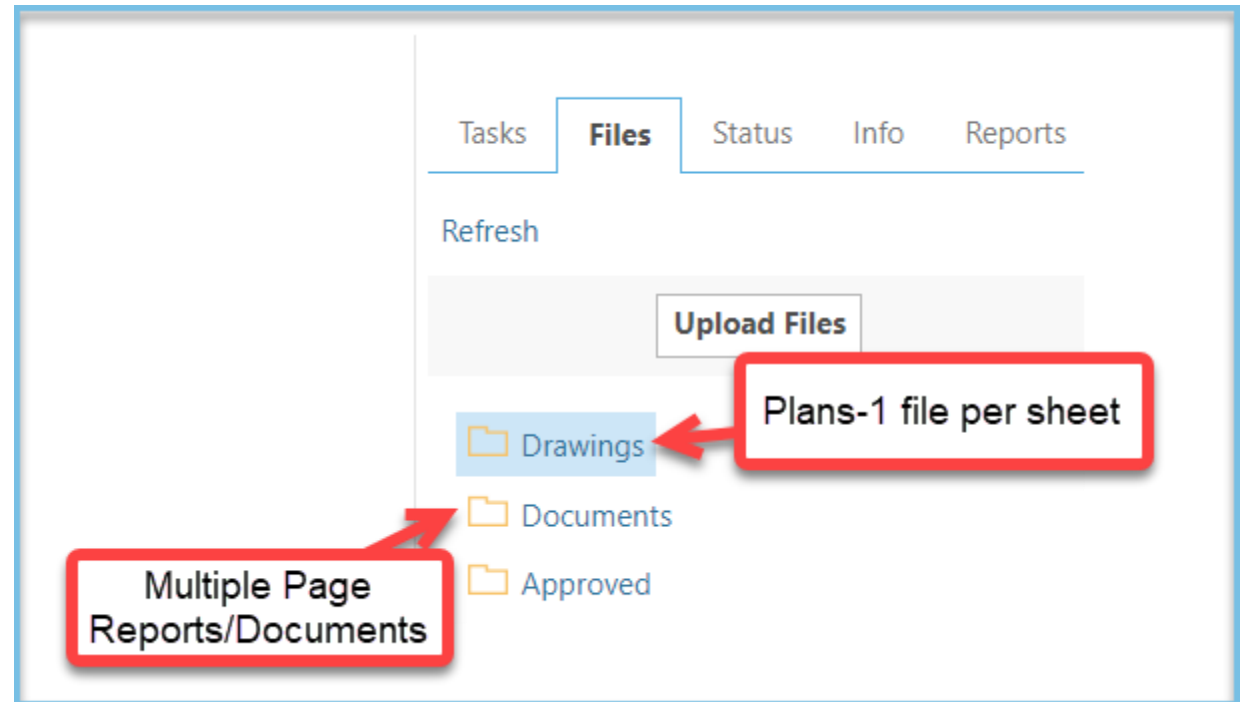 Tasks Files Status Info Reports
Refresh
Upload Files
Plans-1 file per sheet
Drawings
Documents
Multiple Page
Reports/Documents
Approved